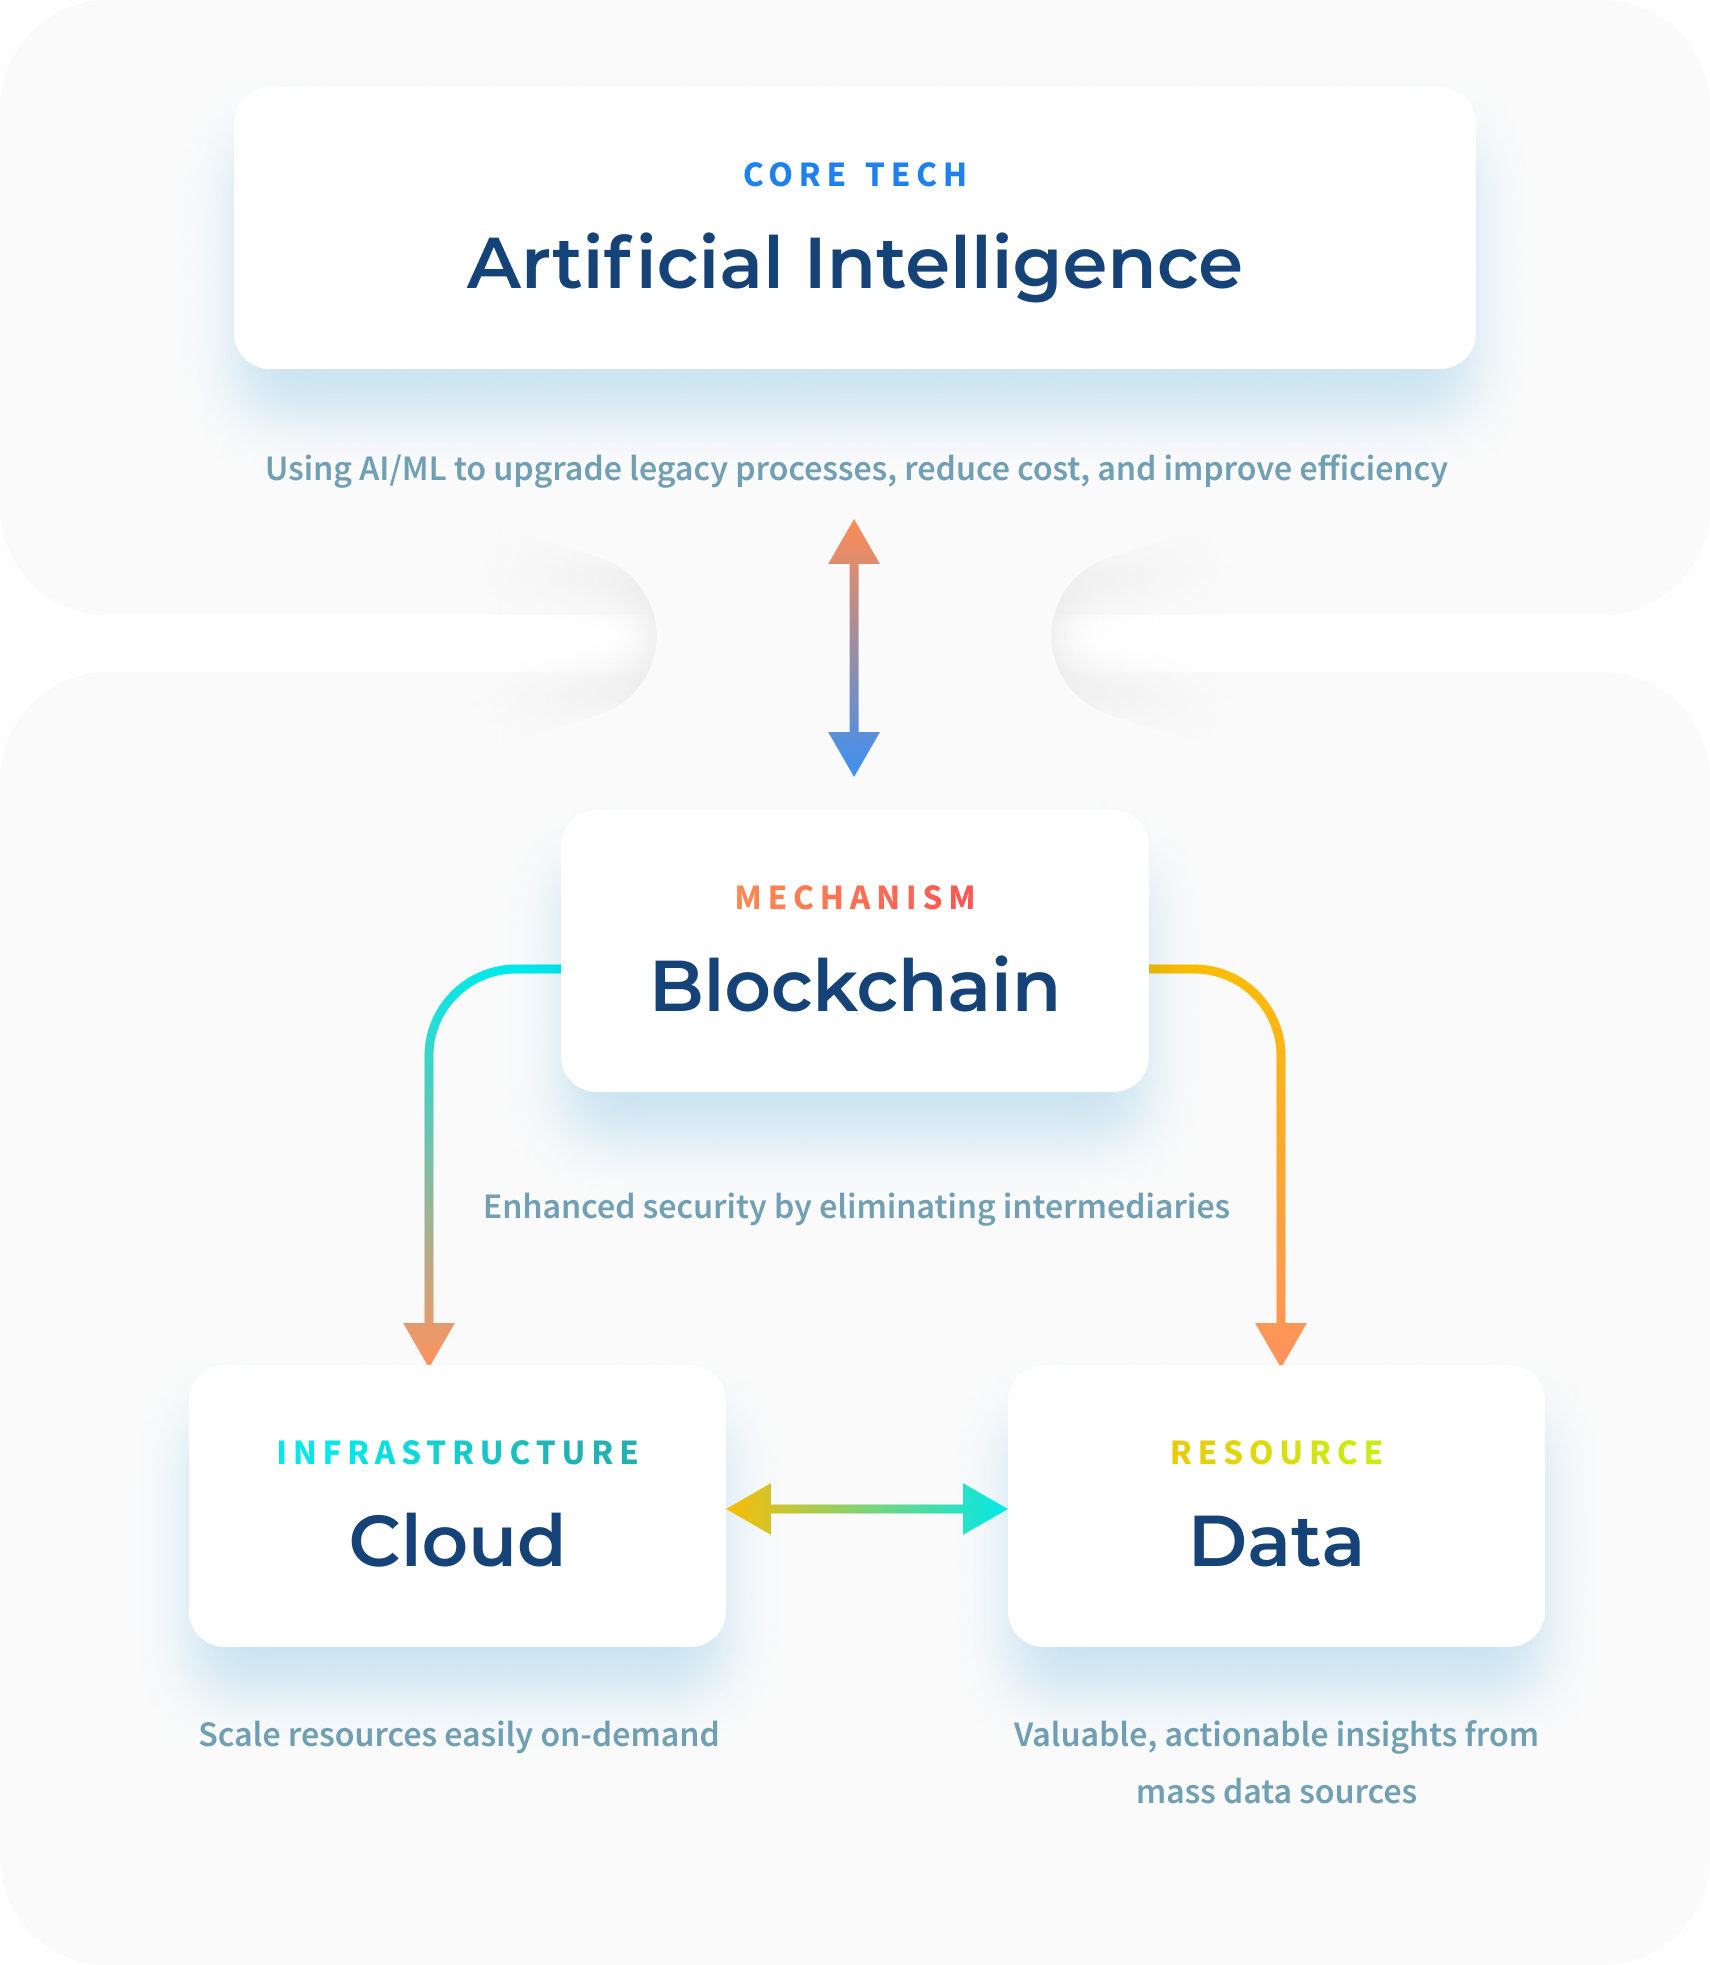 CORE TECH
Artificial Intelligence
Using AI/ML to upgrade legacy processes, reduce cost, and improve efficiency
MECHANISM
Blockchain
Enhanced security by eliminating intermediaries
INFRASTRUCTURE
Cloud
Scale resources easily on-demand
RESOURCE
Data
Valuable, actionable insights from
mass data sources